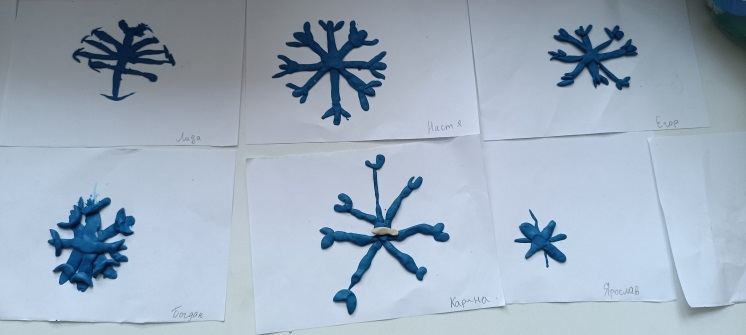 Лида
Настя
Егор
Богдан
Карина
Ярослав